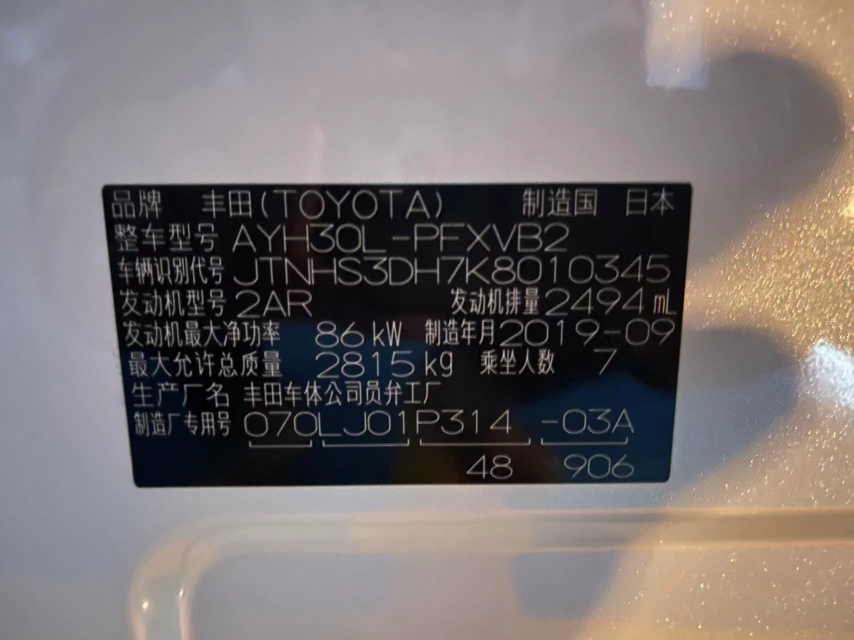 品牌 丰田(TOYOTA) 制造国 日本
整车型号 AYH30L-PFXVB2
车辆识别代号 JTNHS3DH7K8010345
发动机型号 2AR 发动机排量 2494 mL
发动机最大净功率 86 kW 制造年月 2019-09
最大允许总质量 2815 kg 乘坐人数 7
生产厂名 丰田车体公司员弁工厂
制造厂专用号 070LJ01P314 -03A
48 906